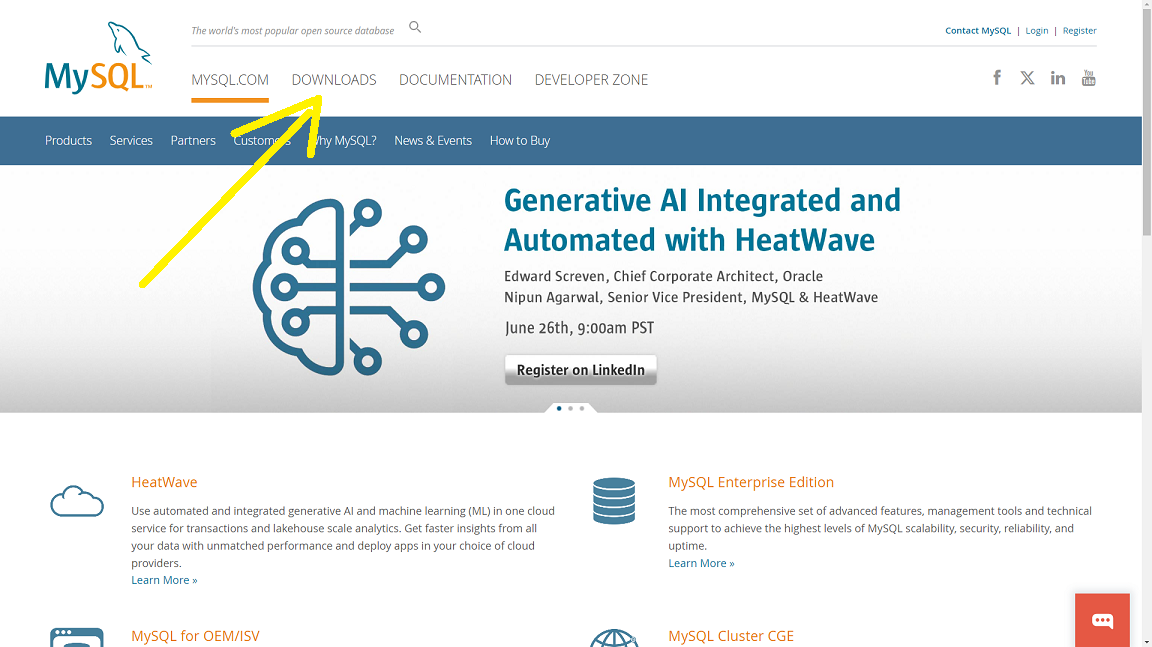 The world's most popular open source database
Contact MySQL | Login | Register
MySQL™
MYSQL.COM DOWNLOADS DOCUMENTATION DEVELOPER ZONE
You Tube
Products Services Partners Customers Why MySQL? News & Events How to Buy
Generative AI Integrated and
Automated with HeatWave
Edward Screven, Chief Corporate Architect, Oracle
Nipun Agarwal, Senior Vice President, MySQL & HeatWave
June 26th, 9:00am PST
Register on LinkedIn
HeatWave
Use automated and integrated generative AI and machine learning (ML) in one cloud
service for transactions and lakehouse scale analytics. Get faster insights from all
your data with unmatched performance and deploy apps in your choice of cloud
providers.
Learn More »
MySQL Enterprise Edition
The most comprehensive set of advanced features, management tools and technical
support to achieve the highest levels of MySQL scalability, security, reliability, and
uptime.
Learn More »
MySQL for OEM/ISV
MySQL Cluster CGE